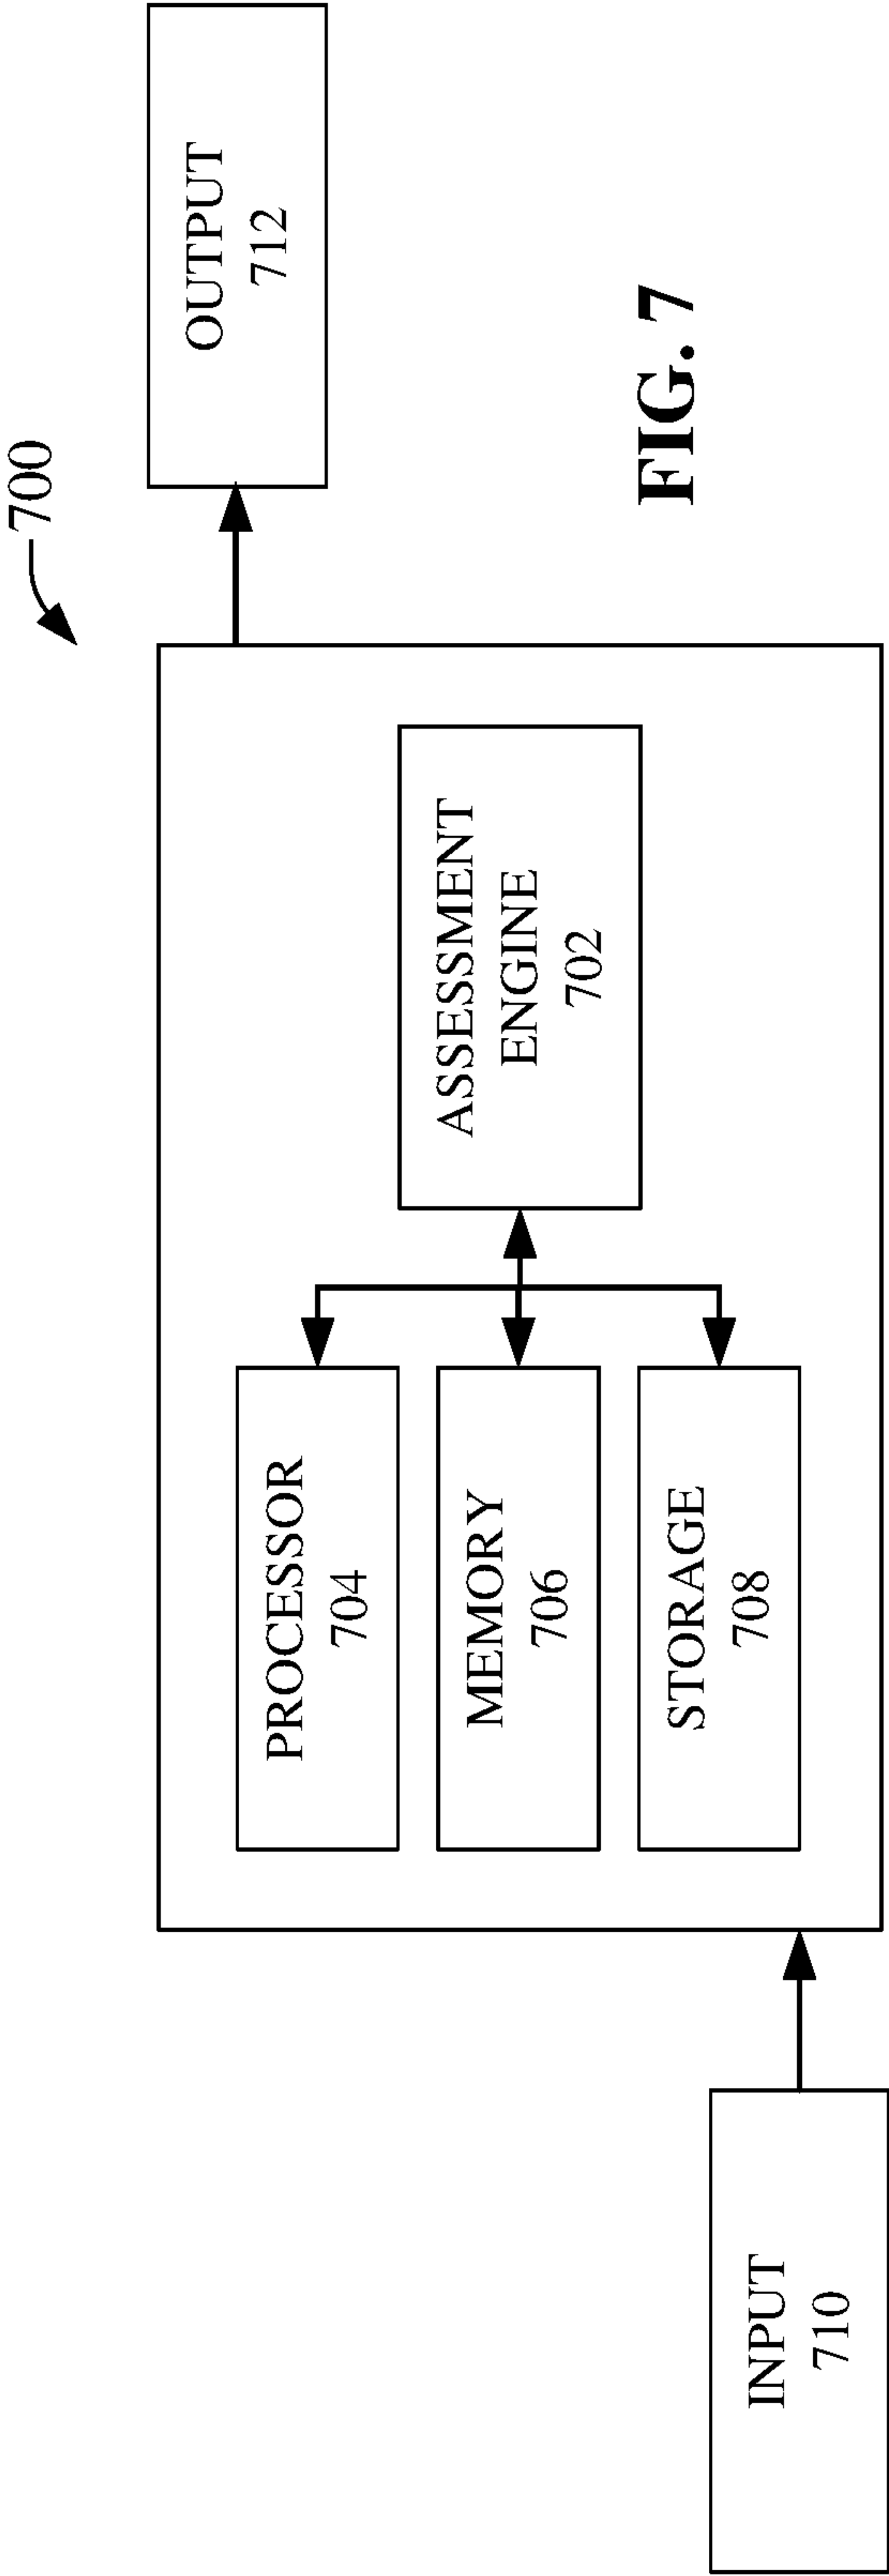 700
OUTPUT
712
PROCESSOR
704
ASSESSMENT
ENGINE
702
MEMORY
706
STORAGE
708
INPUT
710
FIG. 7